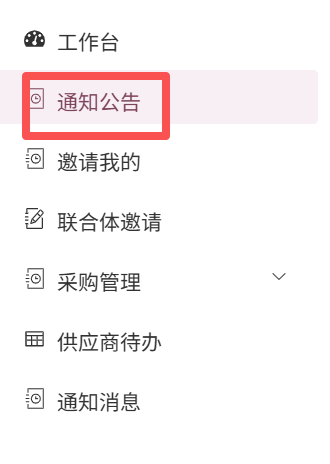 工作台
通知公告
邀请我的
联合体邀请
采购管理
供应商待办
通知消息